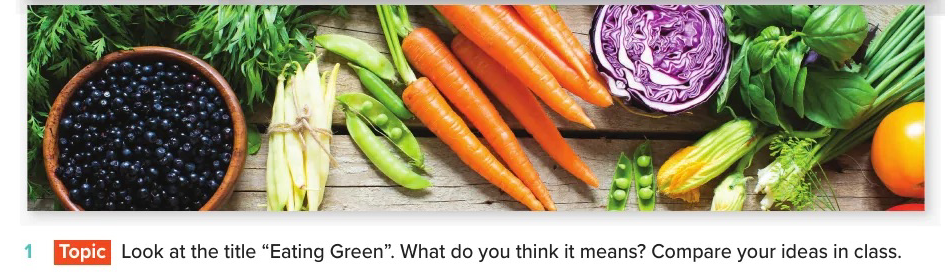 1 Topic Look at the title “Eating Green”. What do you think it means? Compare your ideas in class.